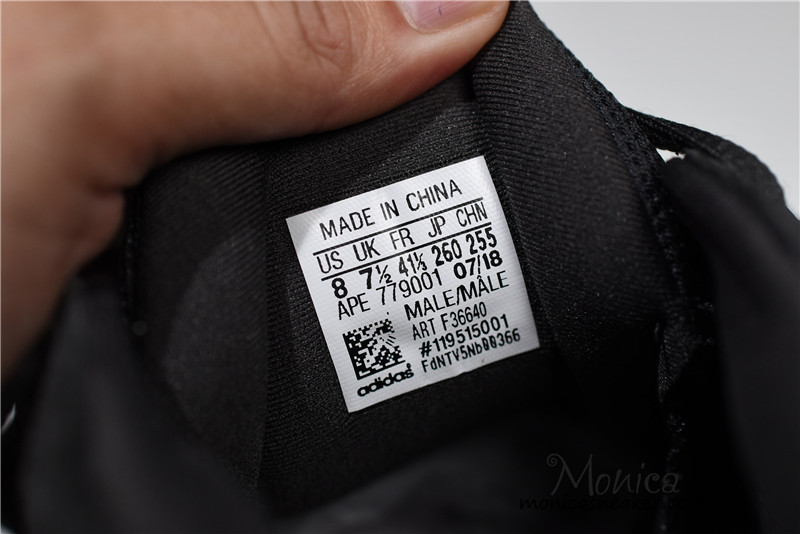 MADE IN CHINA
US UK FR JP CHN
8 7½ 41⅓ 260 255
APE 779001 07/18
MALE/MÂLE
ART F36640
#119515001
FdNTV5Nb00366
adidas
Monica